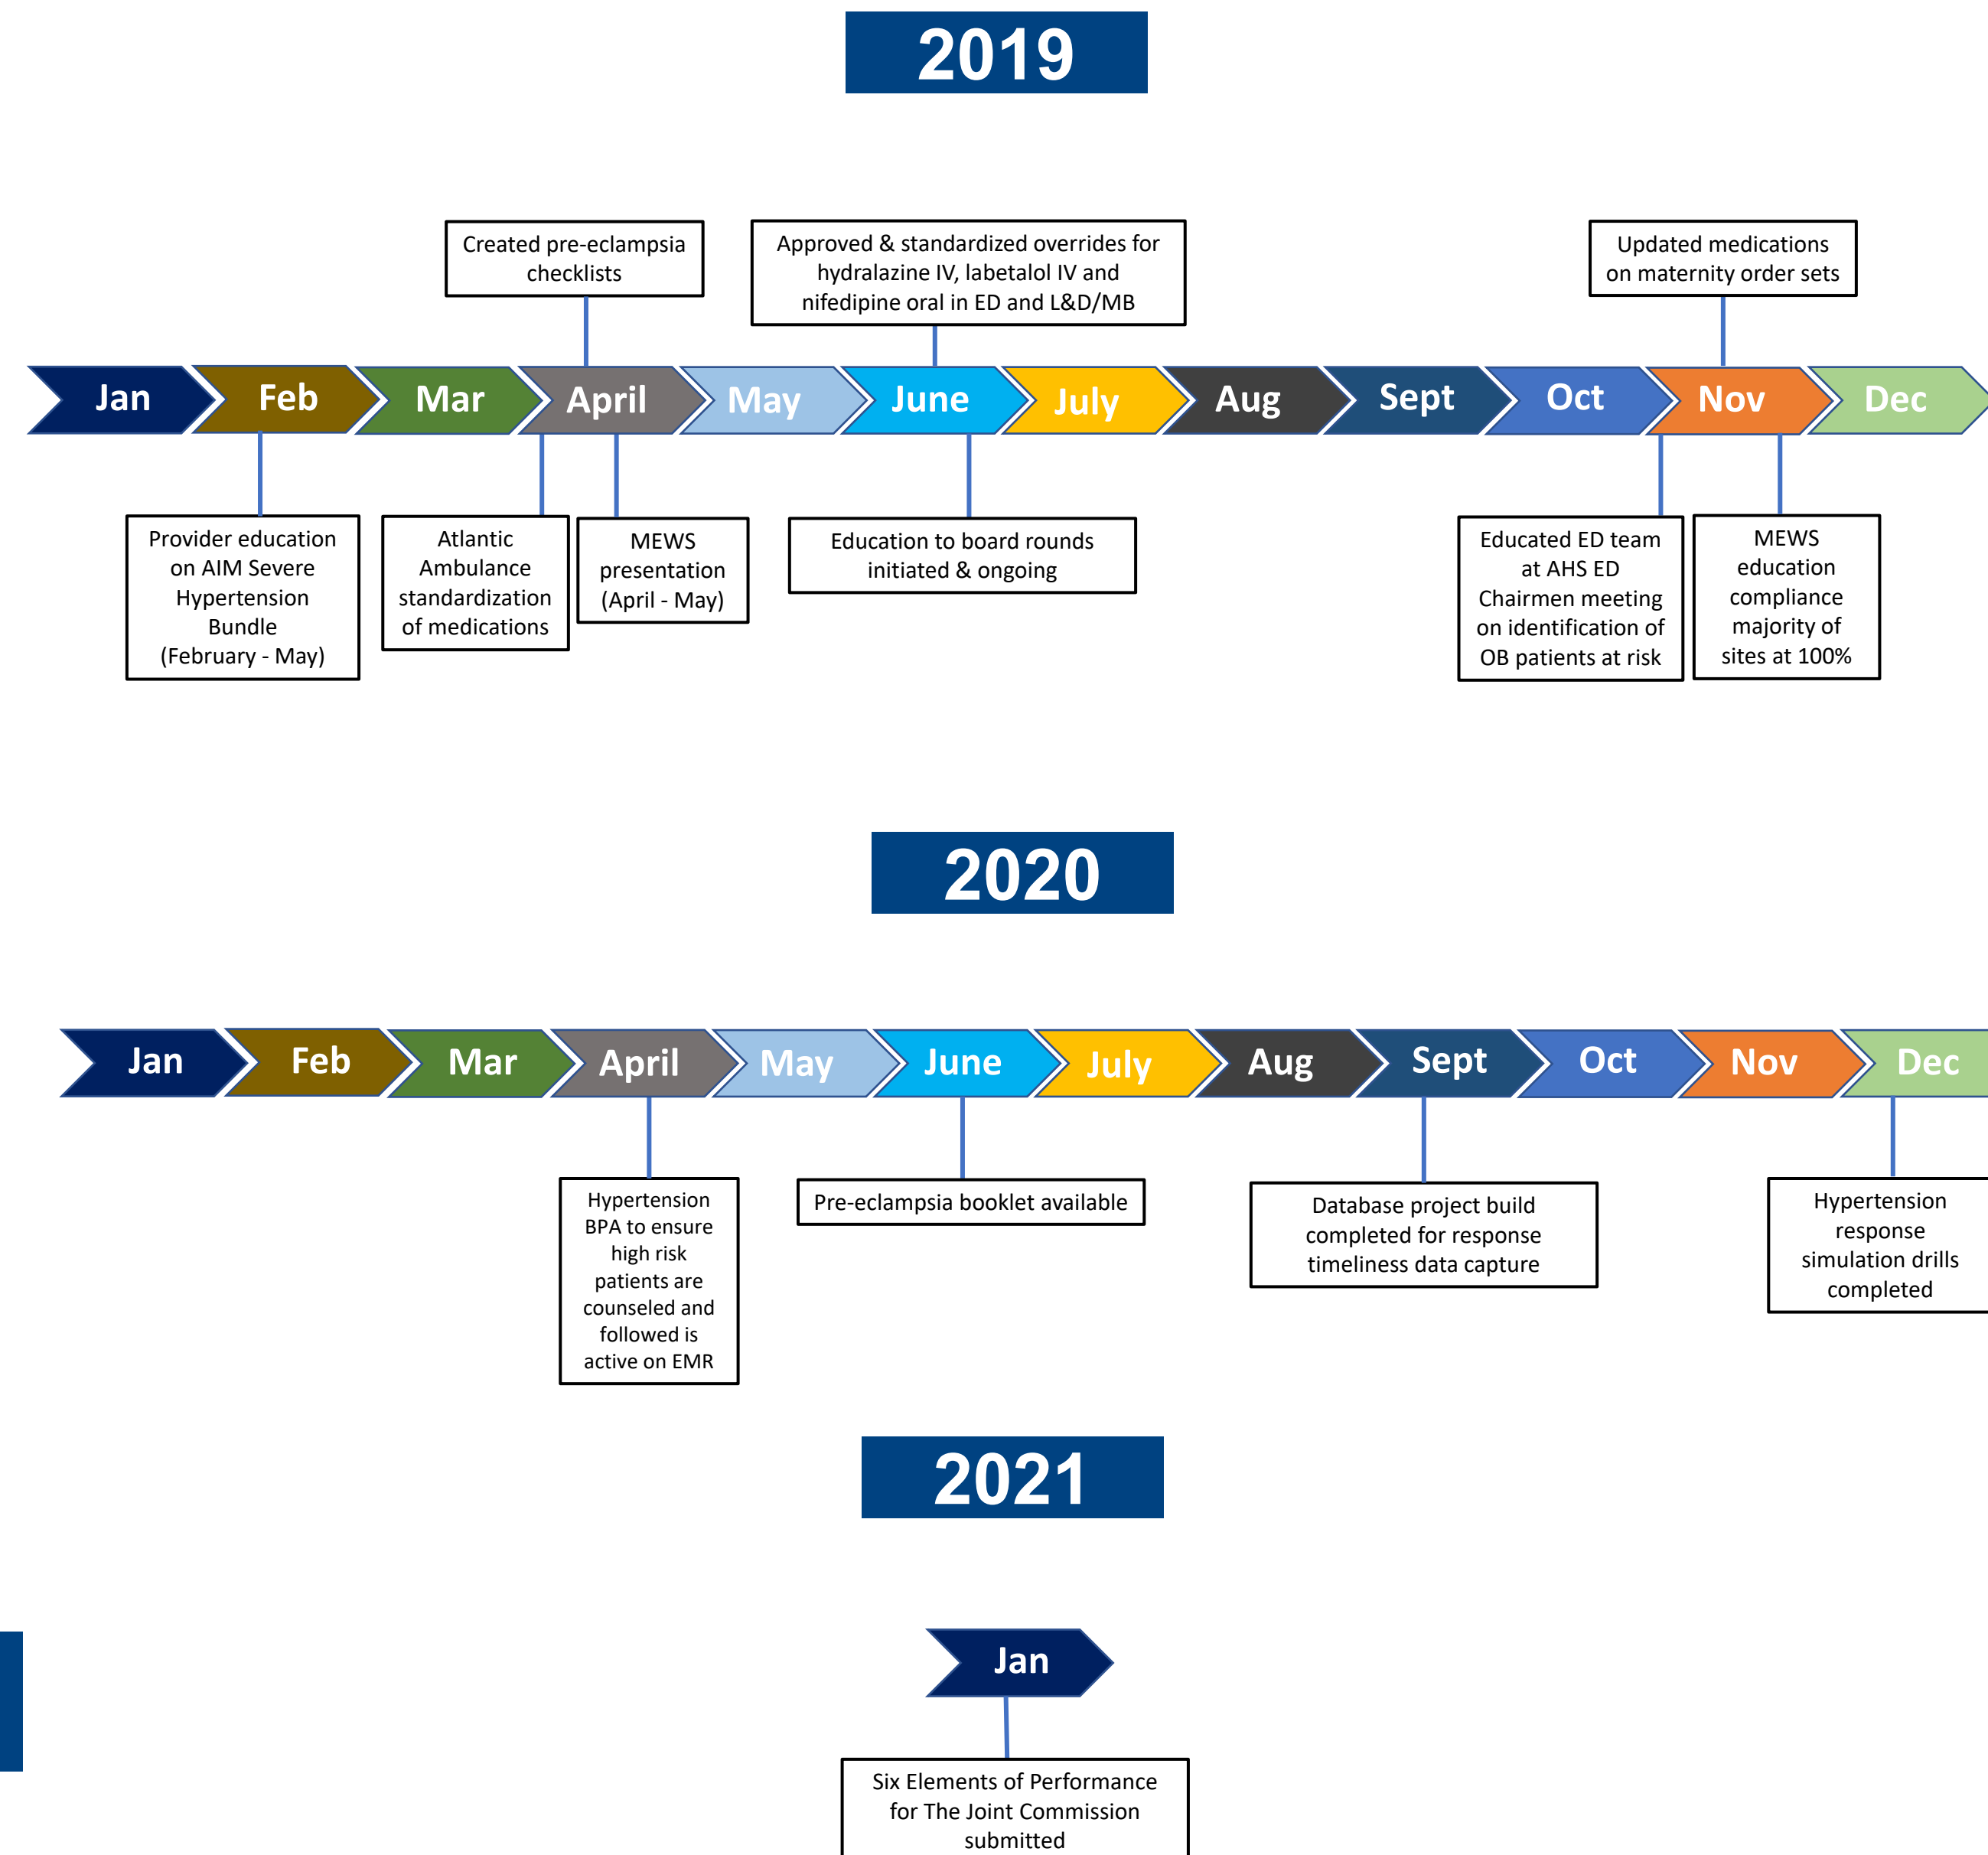 2019
Created pre-eclampsia
checklists
Approved & standardized overrides for
hydralazine IV, labetalol IV and
nifedipine oral in ED and L&D/MB
Updated medications
on maternity order sets
Jan Feb Mar April May June July Aug Sept Oct Nov Dec
Provider education
on AIM Severe
Hypertension
Bundle
(February - May)
Atlantic
Ambulance
standardization
of medications
MEWS
presentation
(April - May)
Education to board rounds
initiated & ongoing
Educated ED team
at AHS ED
Chairmen meeting
on identification of
OB patients at risk
MEWS
education
compliance
majority of
sites at 100%
2020
Jan Feb Mar April May June July Aug Sept Oct Nov Dec
Hypertension
BPA to ensure
high risk
patients are
counseled and
followed is
active on EMR
Pre-eclampsia booklet available
Database project build
completed for response
timeliness data capture
Hypertension
response
simulation drills
completed
2021
Jan
Six Elements of Performance
for The Joint Commission
submitted